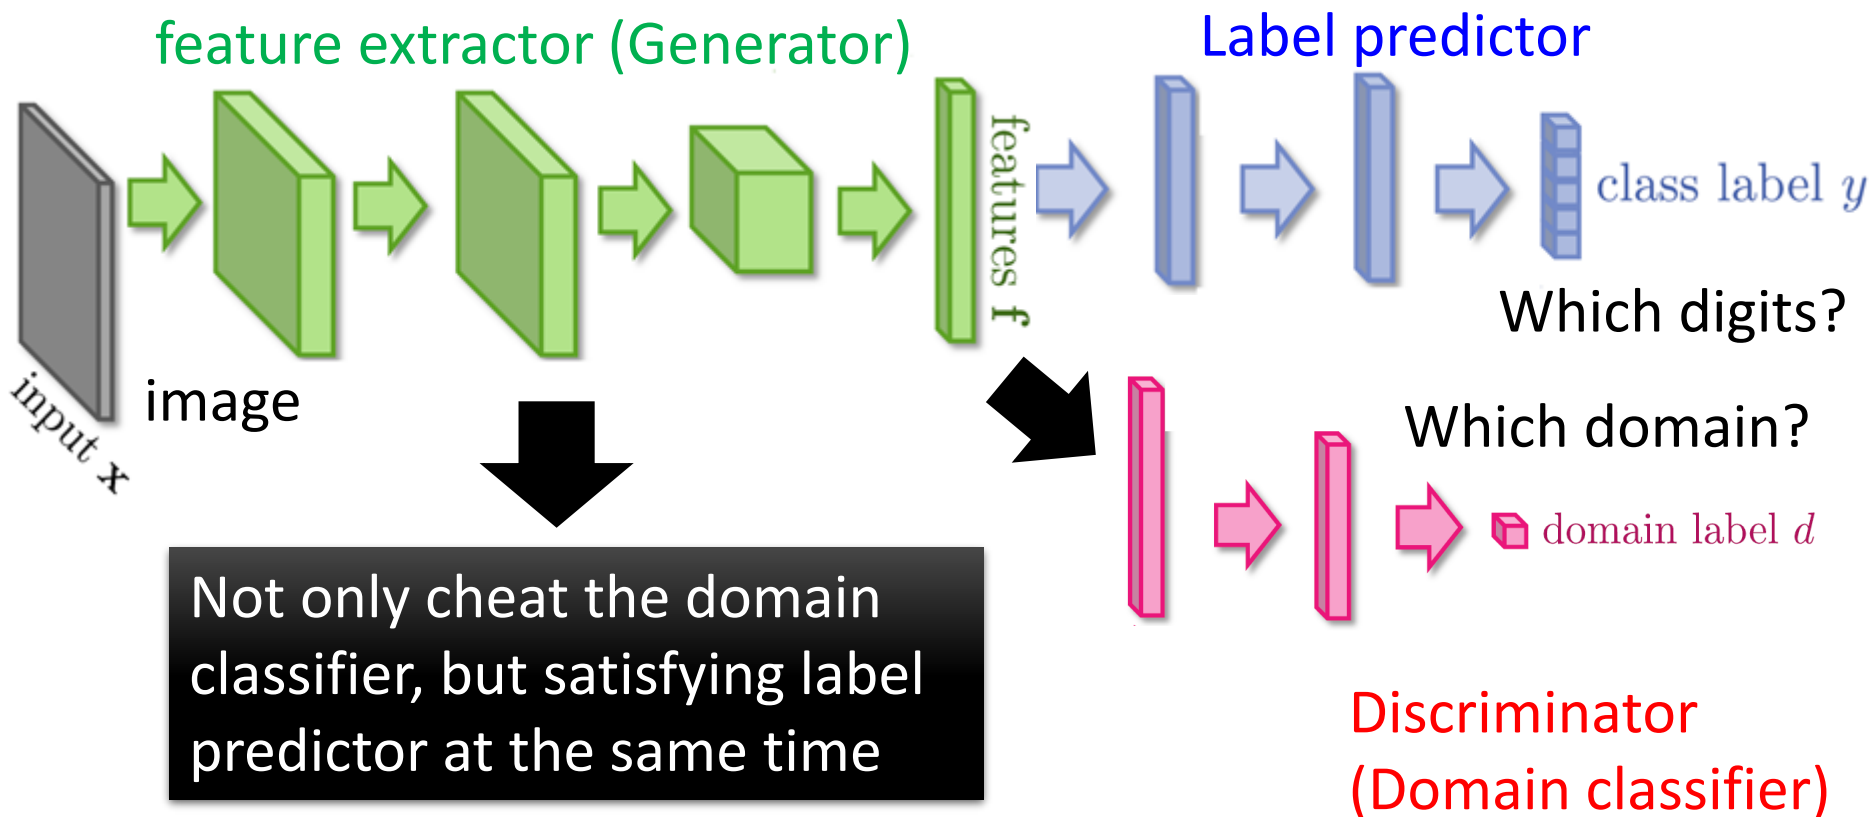 feature extractor (Generator)
Label predictor
features f
class label y
Which digits?
input x
image
Which domain?
domain label d
Not only cheat the domain
classifier, but satisfying label
predictor at the same time
Discriminator
(Domain classifier)